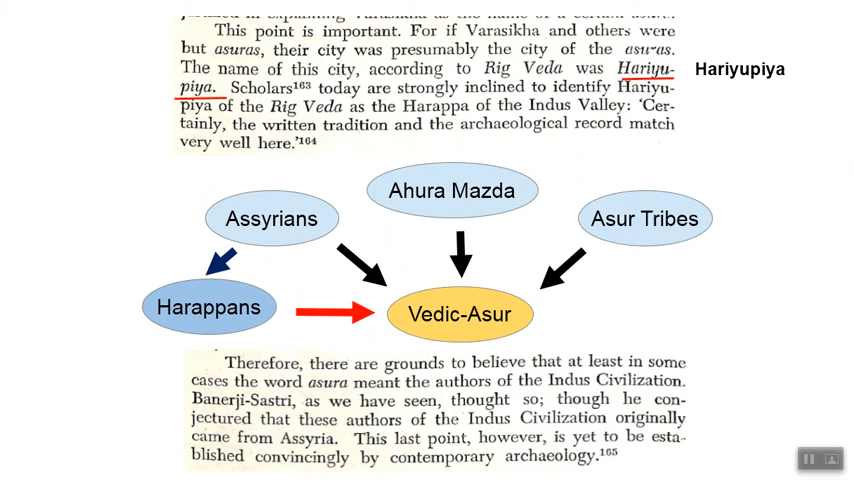 This point is important. For if Varasikha and others were
but asuras, their city was presumably the city of the asuras.
The name of this city, according to Rig Veda was Hariyu-
piya. Scholars¹⁶³ today are strongly inclined to identify Hariyu-
piya of the Rig Veda as the Harappa of the Indus Valley: ‘Cer-
tainly, the written tradition and the archaeological record match
very well here.’¹⁶⁴
Hariyupiya
Ahura Mazda
Assyrians
Asur Tribes
Harappans
Vedic-Asur
Therefore, there are grounds to believe that at least in some
cases the word asura meant the authors of the Indus Civilization.
Banerji-Sastri, as we have seen, thought so; though he con-
jectured that these authors of the Indus Civilization originally
came from Assyria. This last point, however, is yet to be esta-
blished convincingly by contemporary archaeology.¹⁶⁵